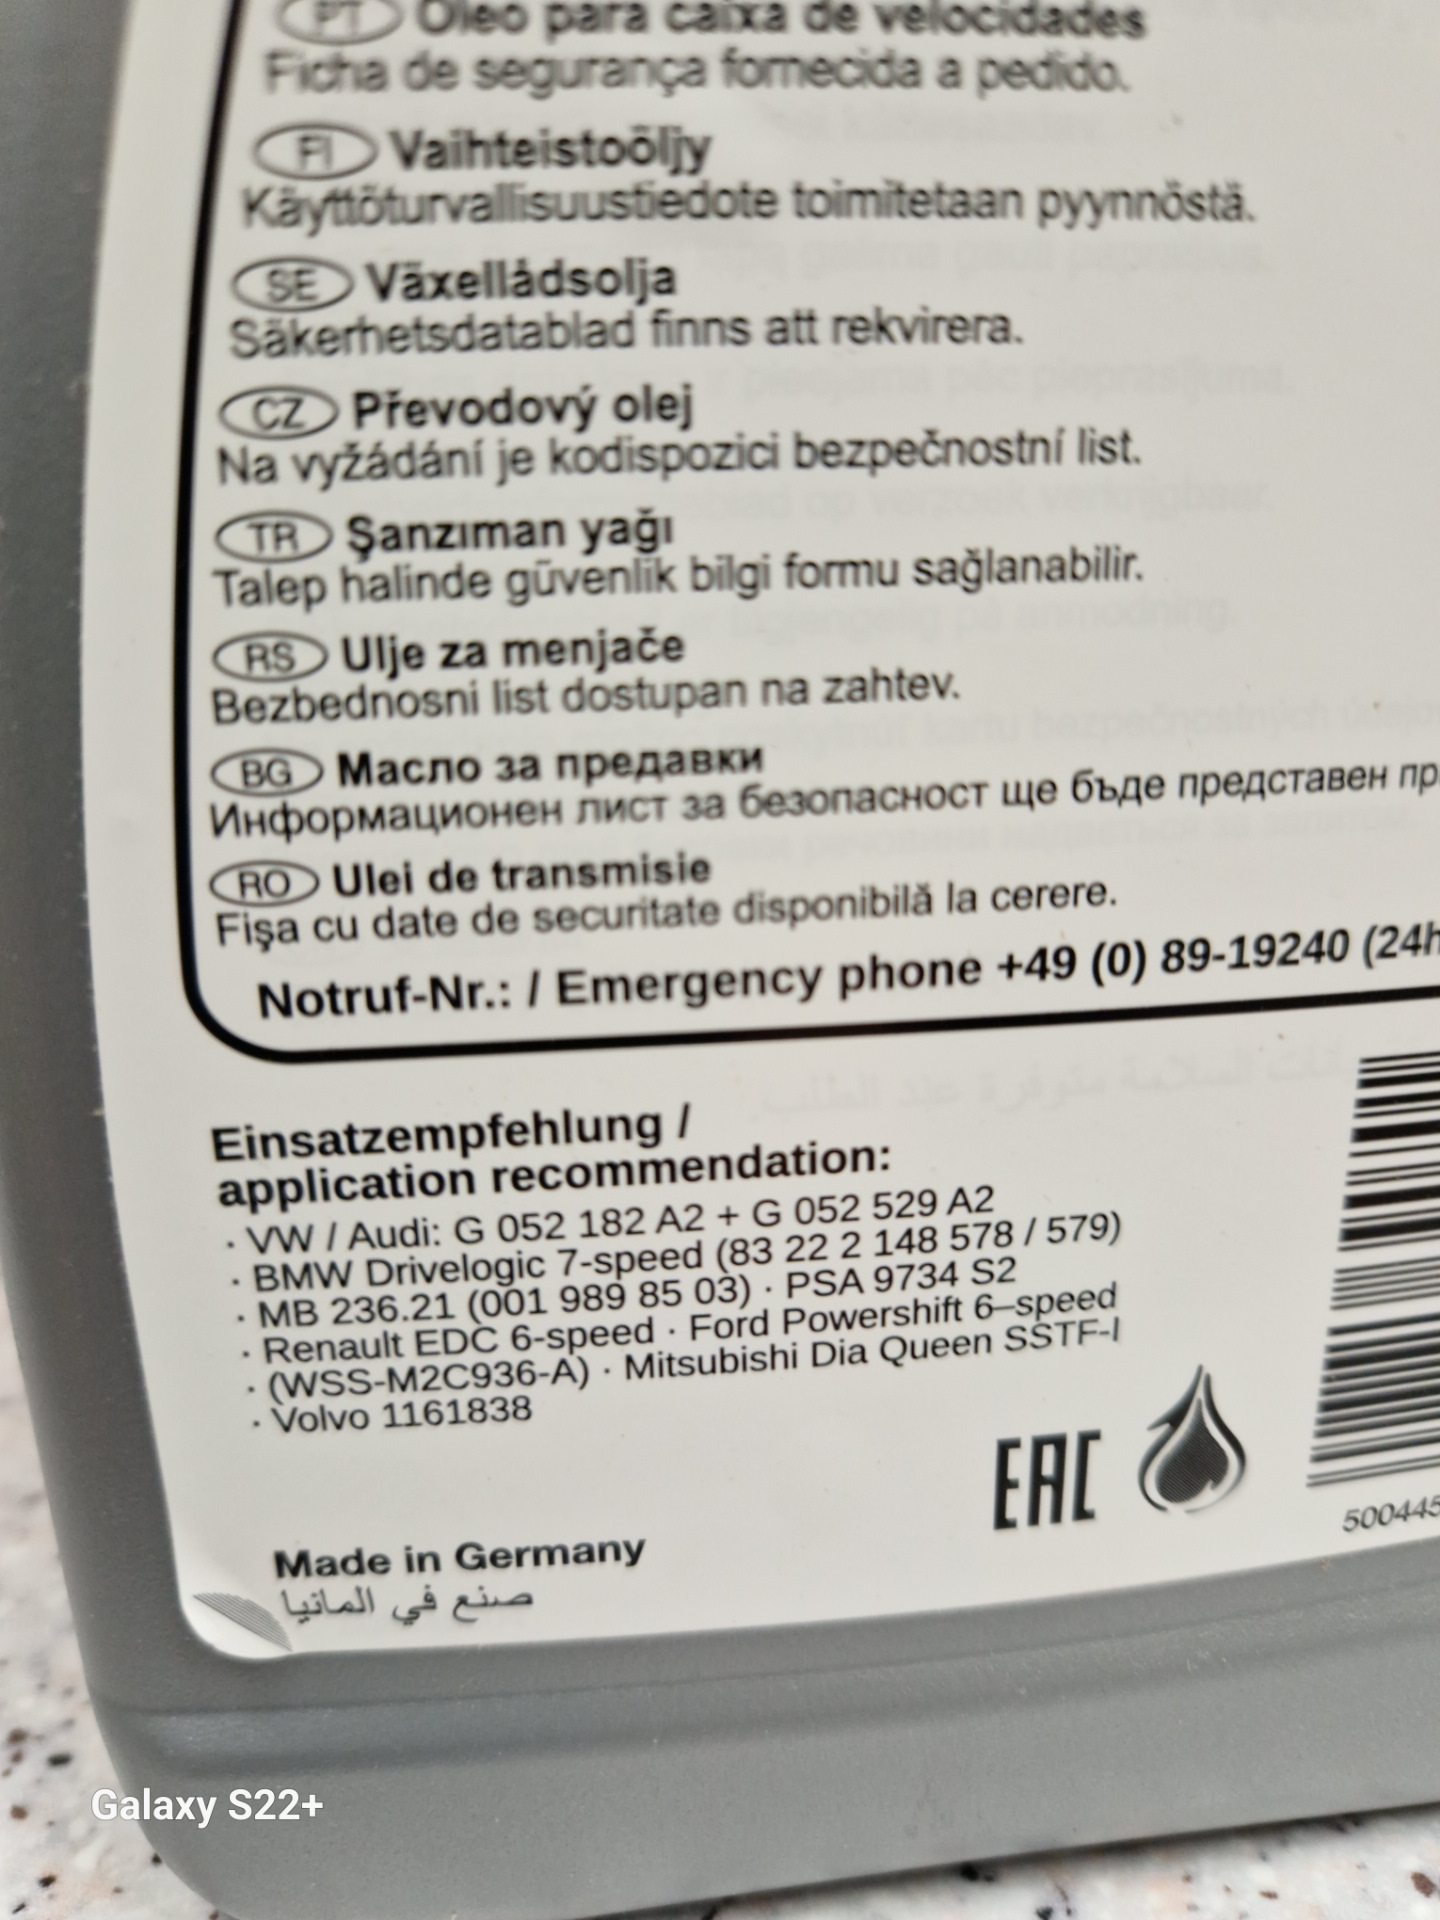 PT Óleo para caixa de velocidades
Ficha de segurança fornecida a pedido.
FI Vaihteistoöljy
Käyttöturvallisuustiedote toimitetaan pyynnöstä.
SE Växellådsolja
Säkerhetsdatablad finns att rekvirera.
CZ Převodový olej
Na vyžádání je kodispozici bezpečnostní list.
TR Şanzıman yağı
Talep halinde güvenlik bilgi formu sağlanabilir.
RS Ulje za menjače
Bezbednosni list dostupan na zahtev.
BG Масло за предавки
Информационен лист за безопасност ще бъде представен пр
RO Ulei de transmisie
Fişa cu date de securitate disponibilă la cerere.
Notruf-Nr.: / Emergency phone +49 (0) 89-19240 (24h
Einsatzempfehlung /
application recommendation:
· VW / Audi: G 052 182 A2 + G 052 529 A2
· BMW Drivelogic 7-speed (83 22 2 148 578 / 579)
· MB 236.21 (001 989 85 03) · PSA 9734 S2
· Renault EDC 6-speed · Ford Powershift 6–speed
· (WSS-M2C936-A) · Mitsubishi Dia Queen SSTF-I
· Volvo 1161838
EAC
500445
Made in Germany
صنع في المانيا
Galaxy S22+